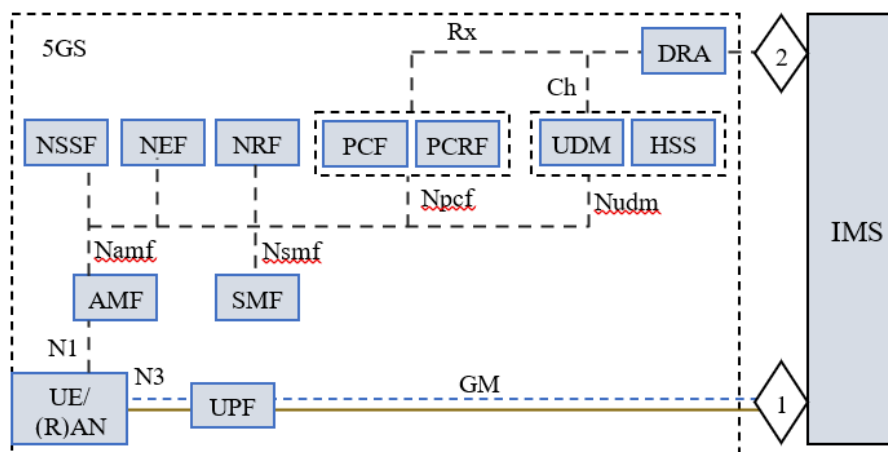 Rx
5GS
DRA
2
Ch
NSSF
NEF
NRF
PCF
PCRF
UDM
HSS
Npcf
Nudm
IMS
Namf
Nsmf
AMF
SMF
N1
N3
GM
UE/
(R)AN
UPF
1